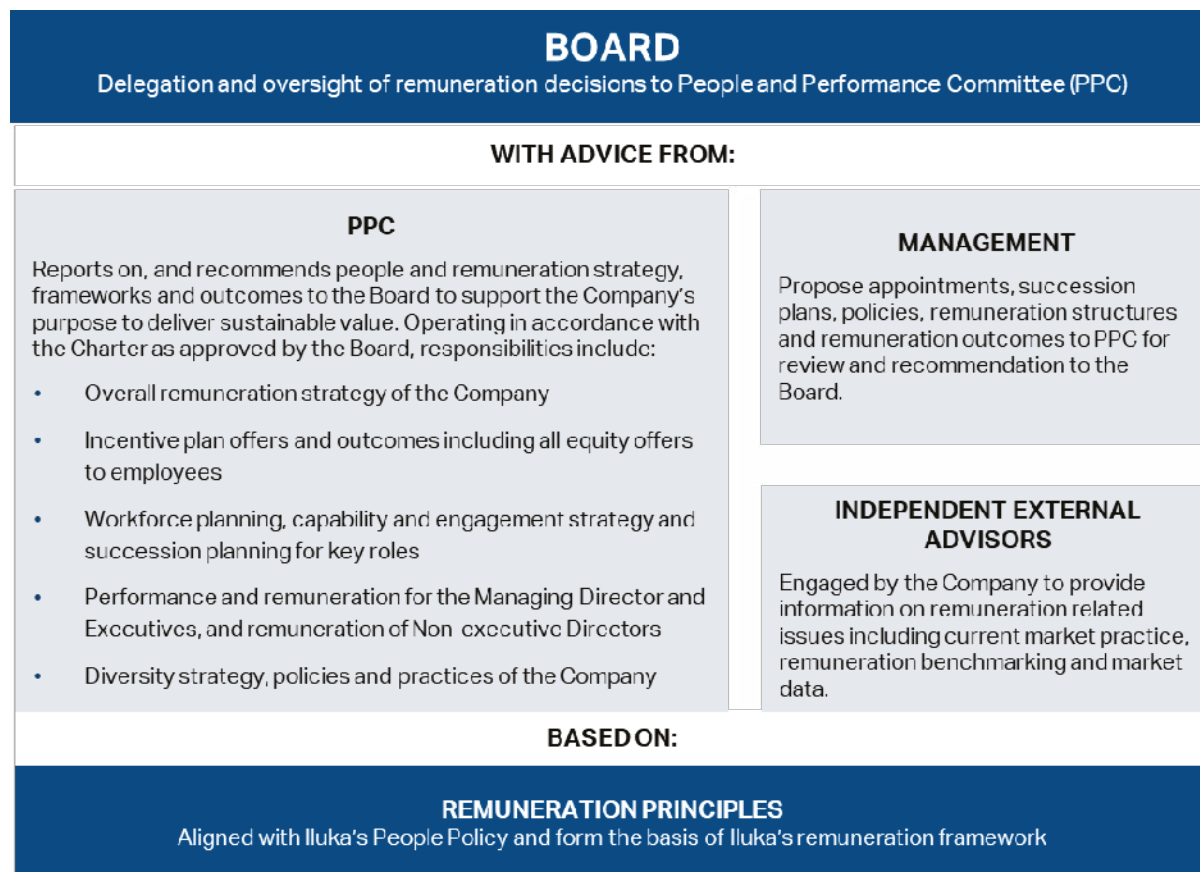 BOARD
Delegation and oversight of remuneration decisions to People and Performance Committee (PPC)
WITH ADVICE FROM:
PPC
Reports on, and recommends people and remuneration strategy,
frameworks and outcomes to the Board to support the Company's
purpose to deliver sustainable value. Operating in accordance with
the Charter as approved by the Board, responsibilities include:
• Overall remuneration strategy of the Company
• Incentive plan offers and outcomes including all equity offers
to employees
• Workforce planning, capability and engagement strategy and
succession planning for key roles
• Performance and remuneration for the Managing Director and
Executives, and remuneration of Non-executive Directors
• Diversity strategy, policies and practices of the Company
MANAGEMENT
Propose appointments, succession
plans, policies, remuneration structures
and remuneration outcomes to PPC for
review and recommendation to the
Board.
INDEPENDENT EXTERNAL
ADVISORS
Engaged by the Company to provide
information on remuneration related
issues including current market practice,
remuneration benchmarking and market
data.
BASED ON:
REMUNERATION PRINCIPLES
Aligned with Iluka's People Policy and form the basis of Iluka's remuneration framework